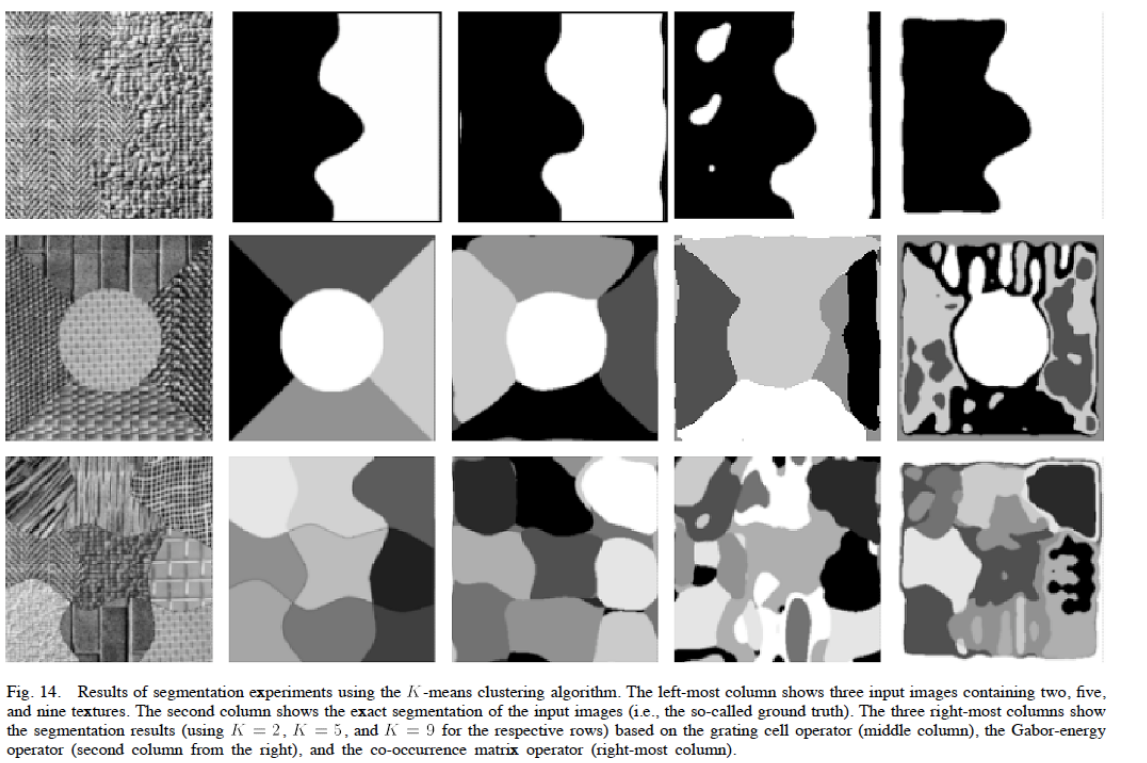 Fig. 14. Results of segmentation experiments using the K-means clustering algorithm. The left-most column shows three input images containing two, five,
and nine textures. The second column shows the exact segmentation of the input images (i.e., the so-called ground truth). The three right-most columns show
the segmentation results (using K = 2, K = 5, and K = 9 for the respective rows) based on the grating cell operator (middle column), the Gabor-energy
operator (second column from the right), and the co-occurrence matrix operator (right-most column).